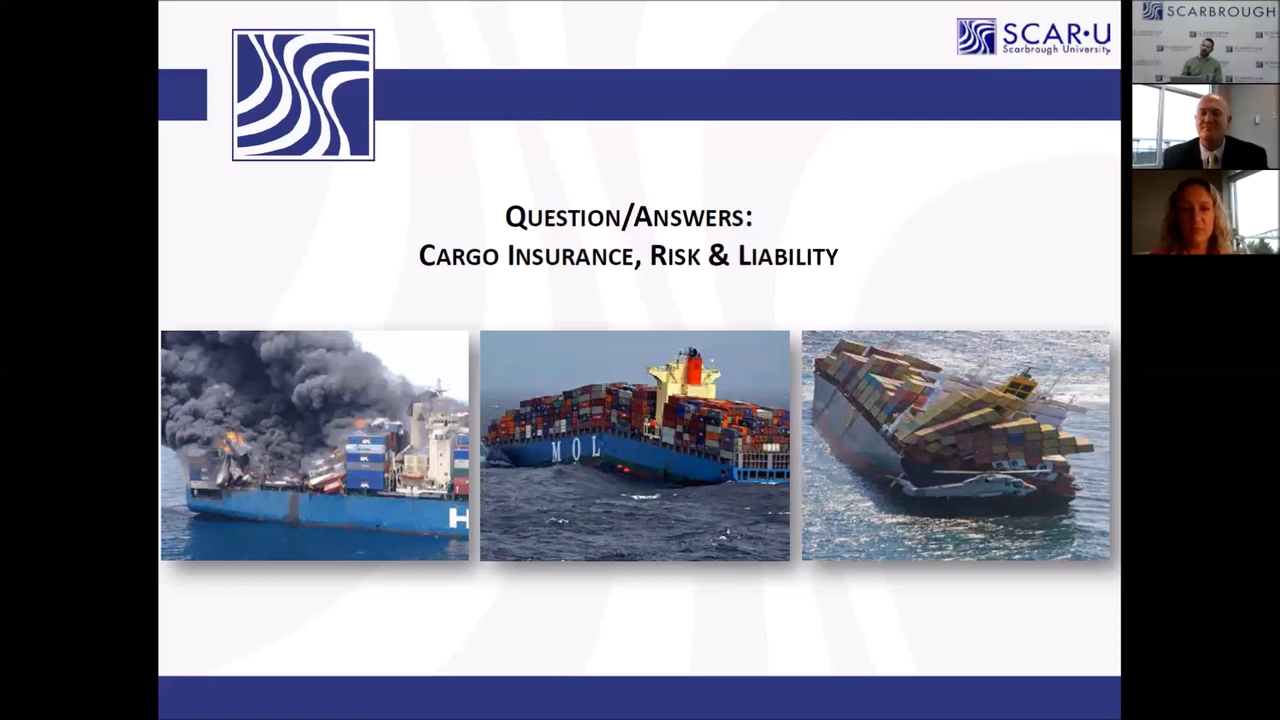 SCAR•U
Scarbrough University
SCARBROUGH
QUESTION/ANSWERS:
CARGO INSURANCE, RISK & LIABILITY
MOL
H